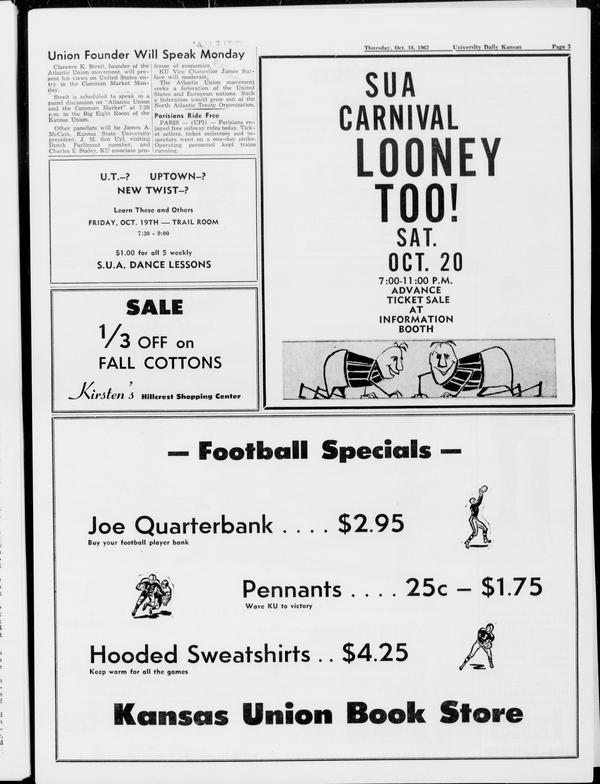 Thursday, Oct. 18, 1962 University Daily Kansan Page 3
Union Founder Will Speak Monday
Clarence K. Streit, founder of the
Atlantic Union movement, will pre-
sent his views on United States en-
try in the Common Market Mon-
day.
Streit is scheduled to speak in a
panel discussion on "Atlantic Union
and the Common Market" at 7:30
p.m. in the Big Eight Room of the
Kansas Union.
Other panelists will be James A.
McCain, Kansas State University
president; J. M. den Uyl, visiting
Dutch Parliment member, and
Charles E. Staley, KU associate pro-
fessor of economics.
KU Vice Chancellor James Sur-
face will moderate.
The Atlantic Union movement
seeks a federation of the United
States and European nations. Such
a federation would grow out of the
North Atlantic Treaty Organization.
Parisians Ride Free
PARIS — (UPI) — Parisians en-
joyed free subway rides today. Tick-
et sellers, ticket collectors and in-
spectors went on a one-day strike.
Operating personnel kept trains
running.
U.T.–? UPTOWN–?
NEW TWIST–?
Learn These and Others
FRIDAY, OCT. 19TH — TRAIL ROOM
7:30 - 9:00
$1.00 for all 5 weekly
S.U.A. DANCE LESSONS
SALE
1/3 OFF on
FALL COTTONS
Kirsten's Hillcrest Shopping Center
SUA
CARNIVAL
LOONEY
TOO!
SAT.
OCT. 20
7:00-11:00 P.M.
ADVANCE
TICKET SALE
AT
INFORMATION
BOOTH
— Football Specials —
Joe Quarterbank . . . . $2.95
Buy your football player bank
Pennants . . . . 25c – $1.75
Wave KU to victory
Hooded Sweatshirts . . $4.25
Keep warm for all the games
Kansas Union Book Store